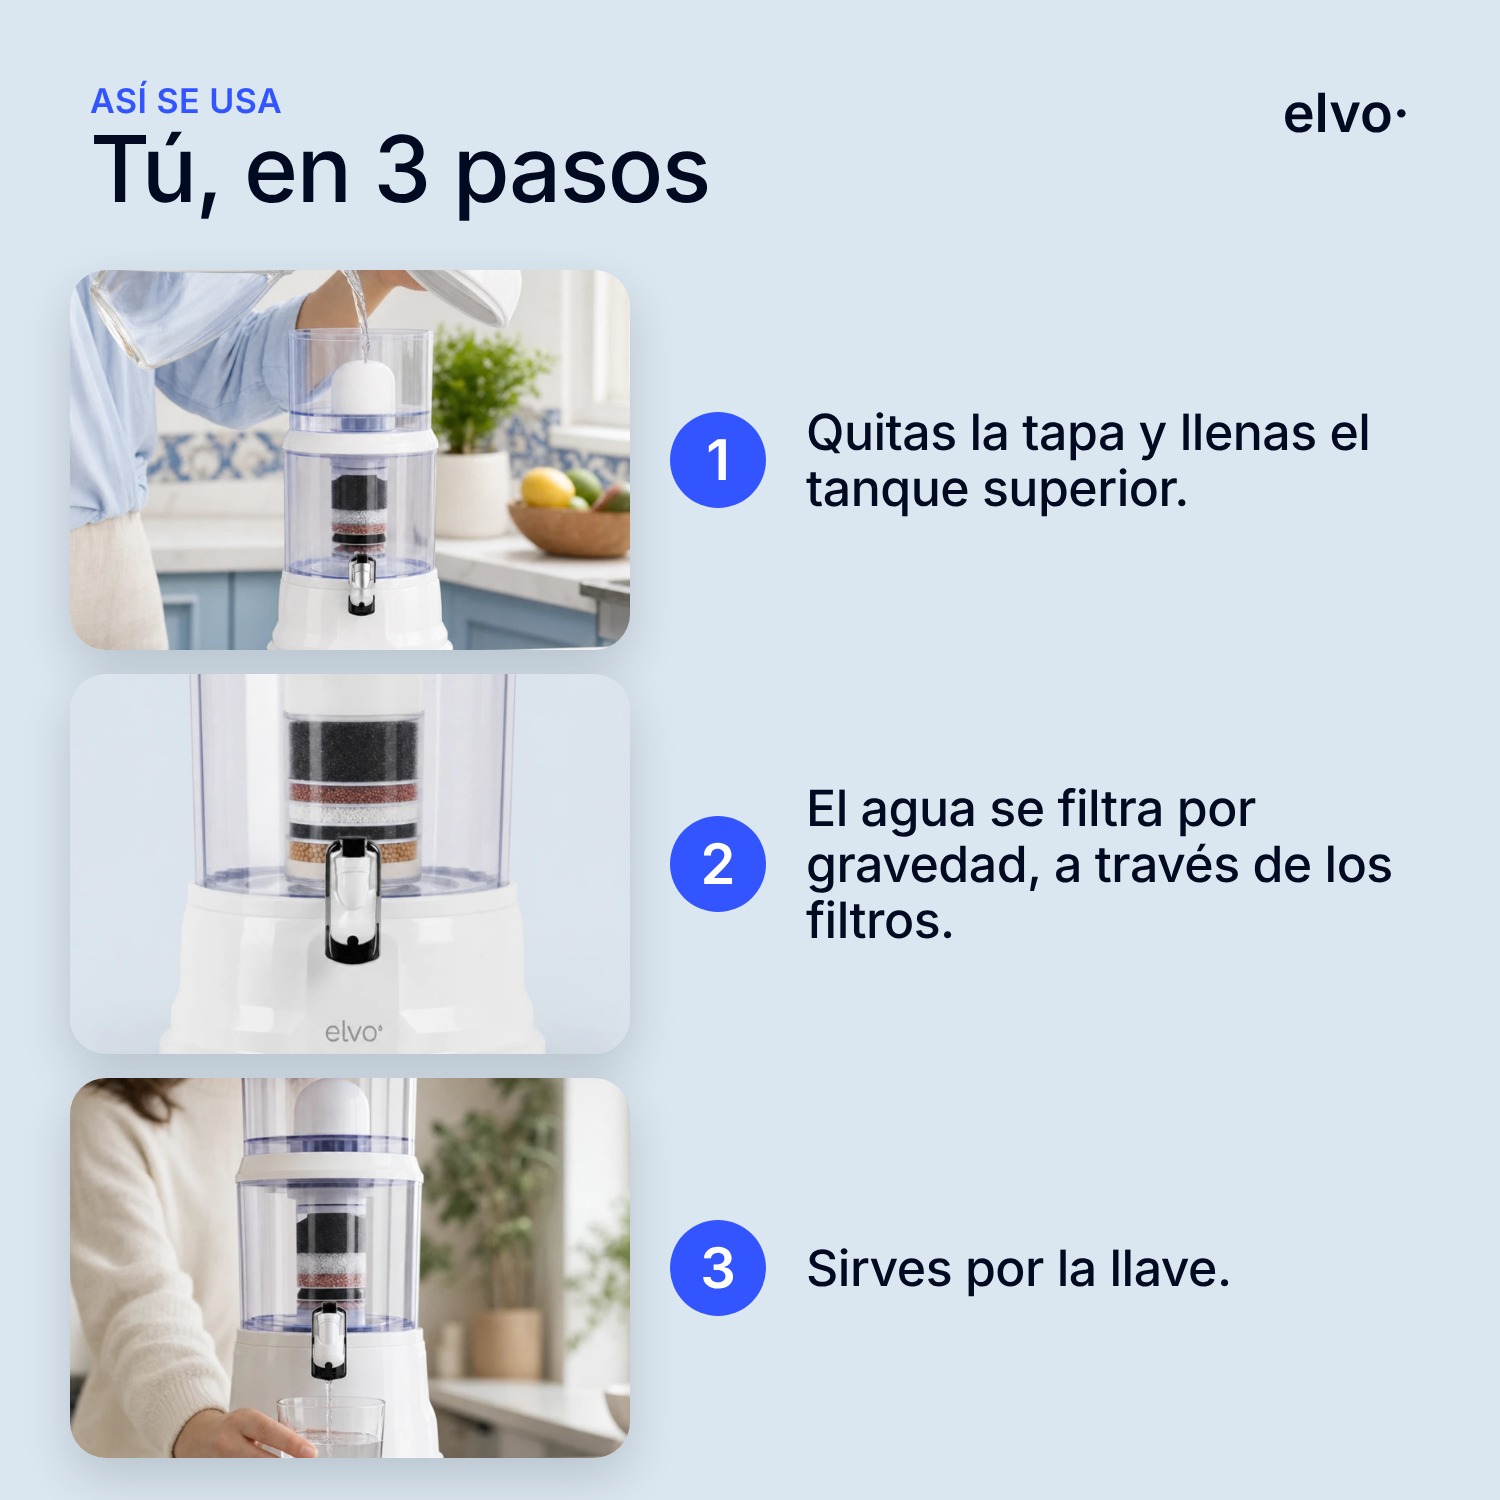 ASÍ SE USA
elvo·
Tú, en 3 pasos
1
Quitas la tapa y llenas el
tanque superior.
2
El agua se filtra por
gravedad, a través de los
filtros.
elvo
3
Sirves por la llave.